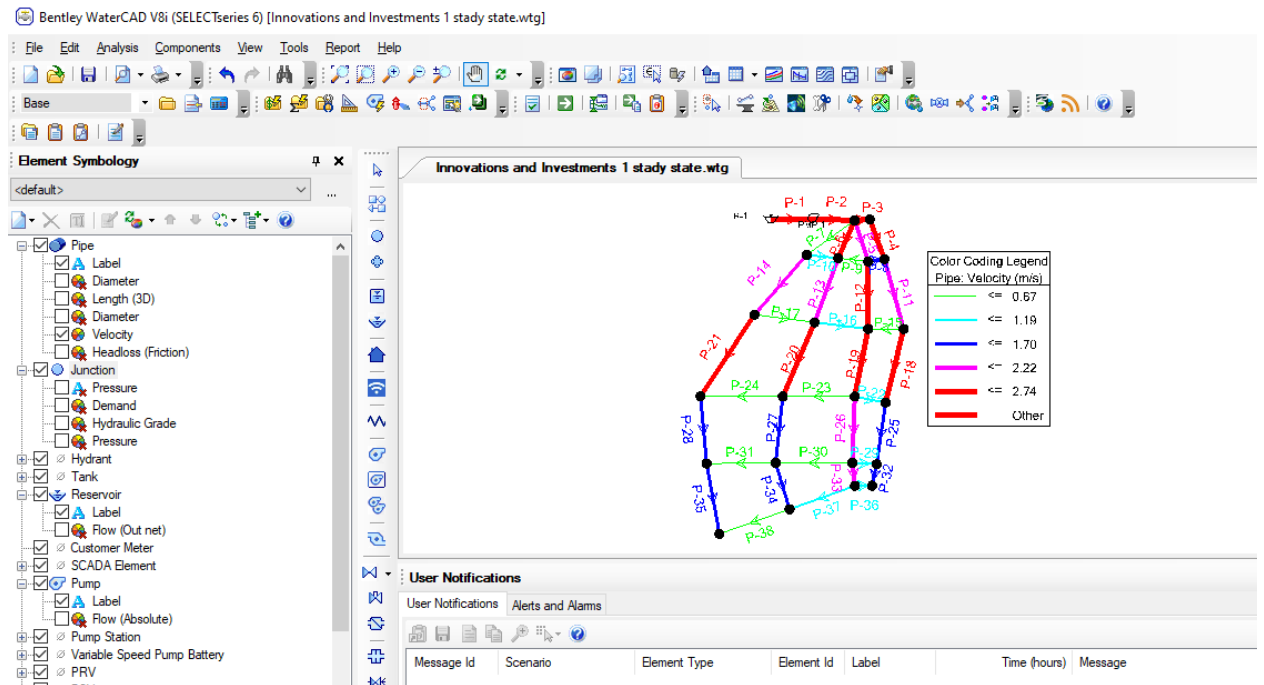 Bentley WaterCAD V8i (SELECTseries 6) [Innovations and Investments 1 stady state.wtg]
File Edit Analysis Components View Tools Report Help
Base
Element Symbology
<default>
...
Pipe
Label
Diameter
Length (3D)
Diameter
Velocity
Headloss (Friction)
Junction
Pressure
Demand
Hydraulic Grade
Pressure
Hydrant
Tank
Reservoir
Label
Flow (Out net)
Customer Meter
SCADA Element
Pump
Label
Flow (Absolute)
Pump Station
Variable Speed Pump Battery
PRV
Innovations and Investments 1 stady state.wtg
P-1 P-2 P-3
P-4
P-7
P-10 P-9
P-14
P-13
P-12
P-11
P-17 P-16 P-15
P-21
P-20
P-19
P-18
P-24 P-23
P-28
P-27
P-26
P-25
P-31 P-30 P-29
P-35
P-34
P-33
P-32
P-37 P-36
P-38
Color Coding Legend
Pipe: Velocity (m/s)
<= 0.67
<= 1.19
<= 1.70
<= 2.22
<= 2.74
Other
User Notifications
User Notifications Alerts and Alarms
Message Id Scenario Element Type Element Id Label Time (hours) Message